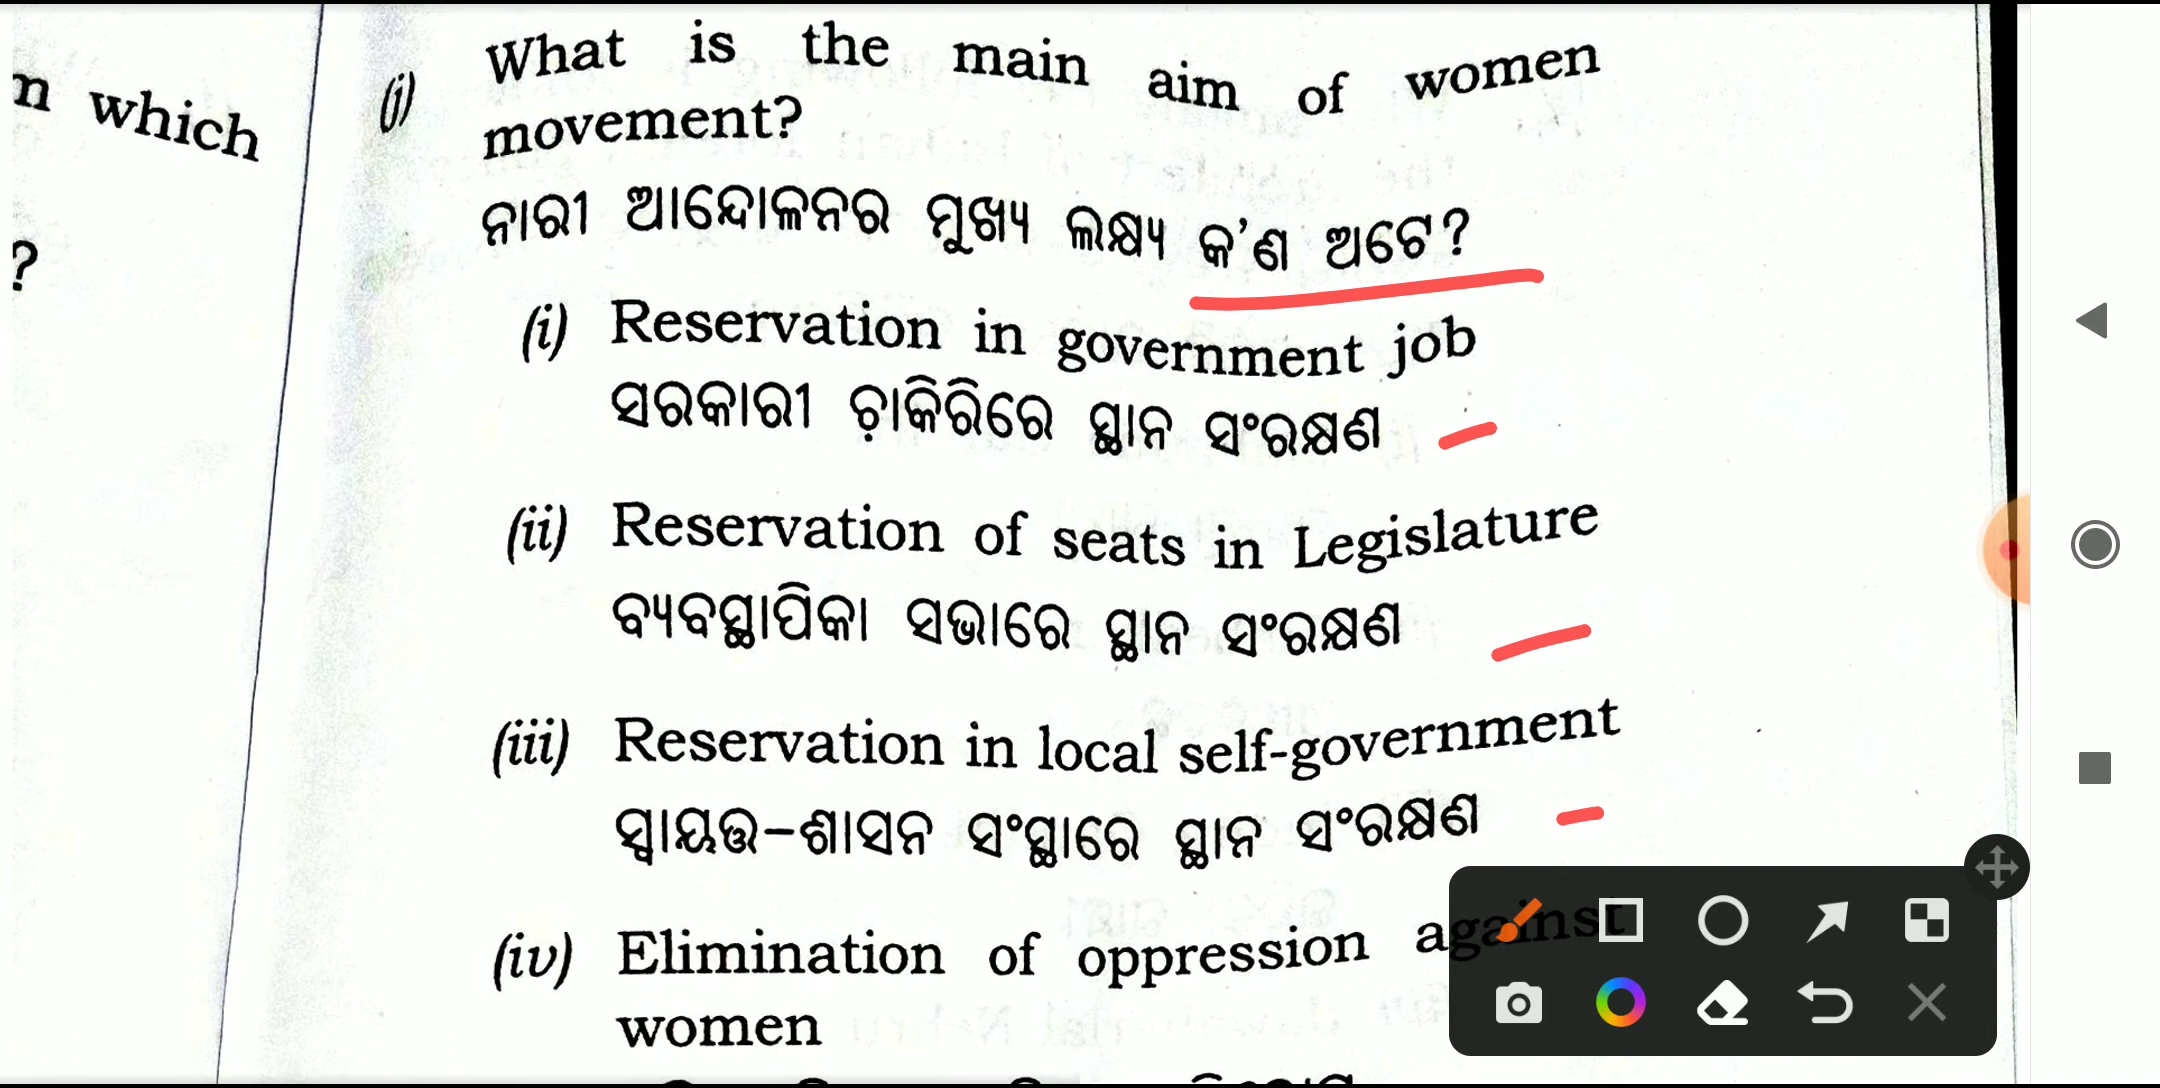 n which
?
(j) What is the main aim of women
movement?
ନାରୀ ଆନ୍ଦୋଳନର ମୁଖ୍ୟ ଲକ୍ଷ୍ୟ କ'ଣ ଅଟେ?
(i) Reservation in government job
ସରକାରୀ ଚାକିରିରେ ସ୍ଥାନ ସଂରକ୍ଷଣ
(ii) Reservation of seats in Legislature
ବ୍ୟବସ୍ଥାପିକା ସଭାରେ ସ୍ଥାନ ସଂରକ୍ଷଣ
(iii) Reservation in local self-government
ସ୍ୱାୟତ୍ତ-ଶାସନ ସଂସ୍ଥାରେ ସ୍ଥାନ ସଂରକ୍ଷଣ
(iv) Elimination of oppression against
women